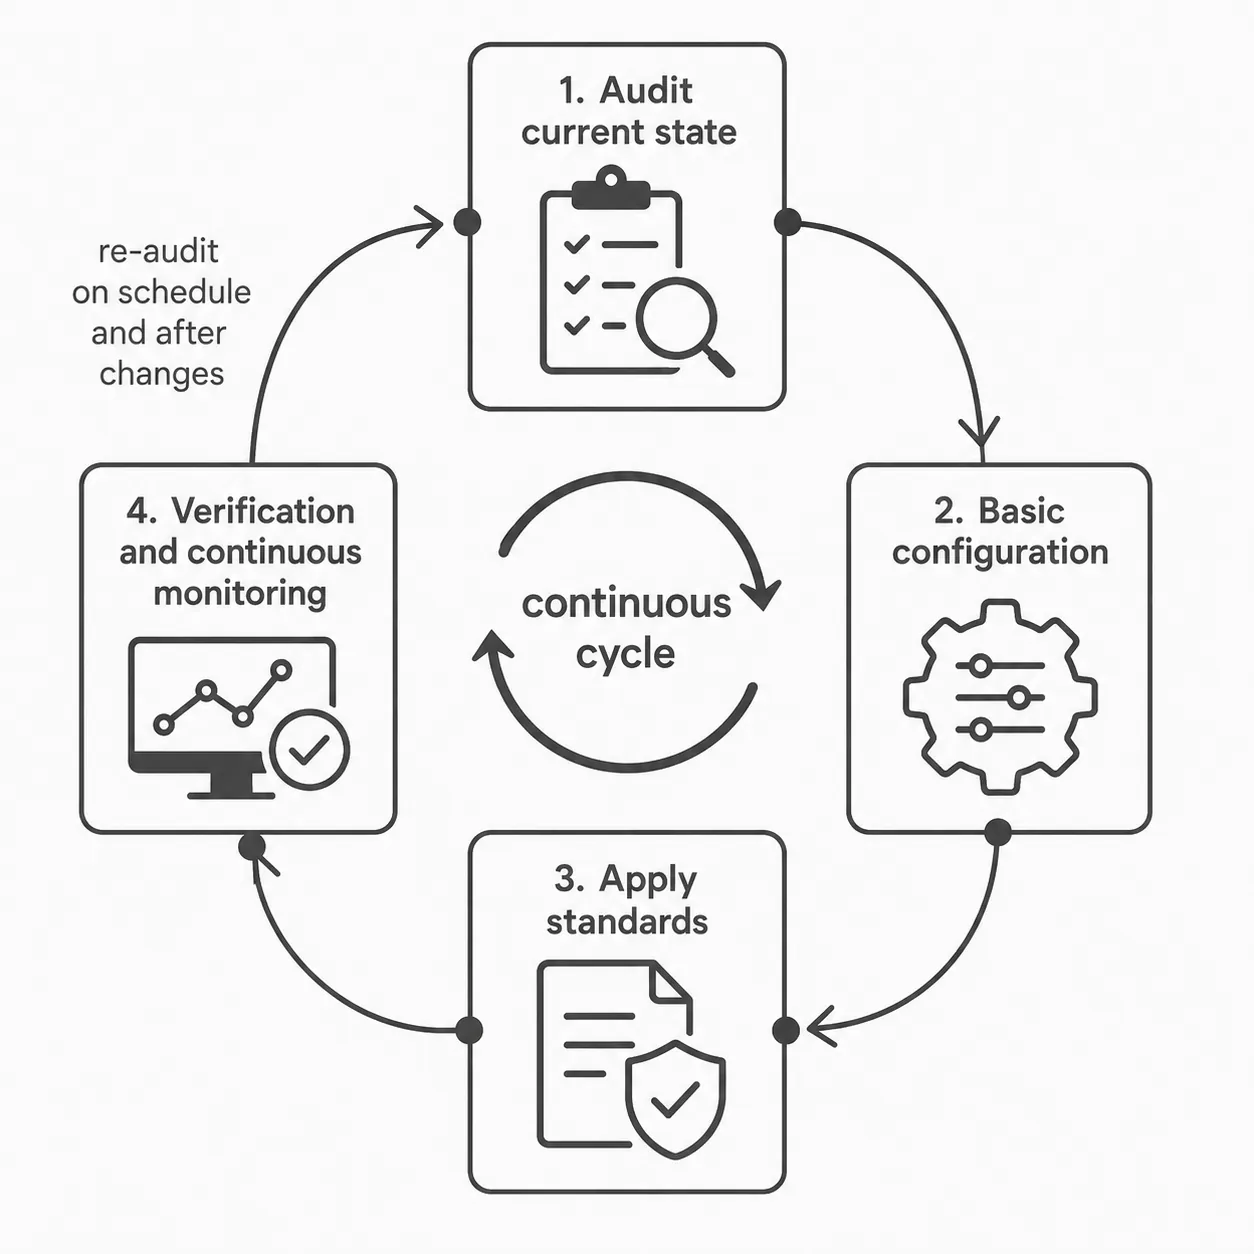 1. Audit
current state
re-audit
on schedule
and after
changes
4. Verification
and continuous
monitoring
continuous
cycle
2. Basic
configuration
3. Apply
standards